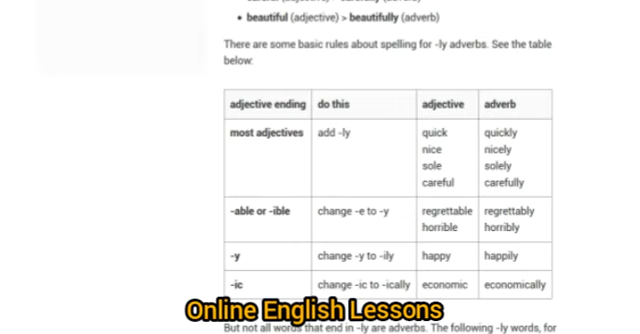 beautiful (adjective) > beautifully (adverb)
There are some basic rules about spelling for -ly adverbs. See the table
below:
adjective ending do this adjective adverb
most adjectives add -ly quick quickly
nice nicely
sole solely
careful carefully
-able or -ible change -e to -y regrettable regrettably
horrible horribly
-y change -y to -ily happy happily
-ic change -ic to -ically economic economically
Online English Lessons
But not all words that end in -ly are adverbs. The following -ly words, for